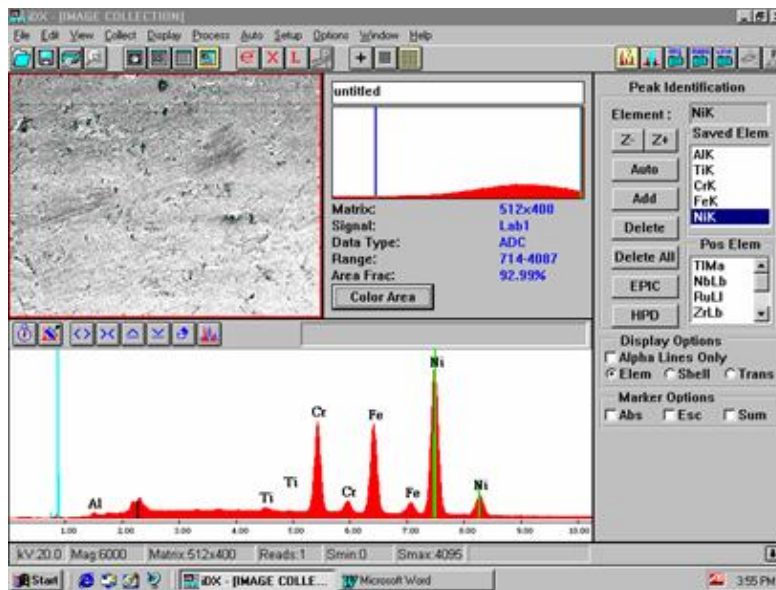 iDX - [IMAGE COLLECTION]
File Edit View Collect Display Process Auto Setup Options Window Help
untitled
Matrix: 512x400
Signal: Lab1
Data Type: ADC
Range: 714-4087
Area Frac: 92.99%
Color Area
Peak Identification
Element : NiK
Z- Z+ Saved Elem
Auto
Add
Delete
Delete All
EPIC
HPD
AlK
TiK
CrK
FeK
NiK
Pos Elem
TlMa
NbLb
RuLl
ZrLb
Display Options
Alpha Lines Only
Elem Shell Trans
Marker Options
Abs Esc Sum
Al Ti Ti Cr Cr Fe Fe Ni Ni
1.00 2.00 3.00 4.00 5.00 6.00 7.00 8.00 9.00 10.00
kV:20.0 Mag:6000 Matrix:512x400 Reads:1 Smin:0 Smax:4095
Start iDX - [IMAGE COLLE... Microsoft Word 3:55 PM